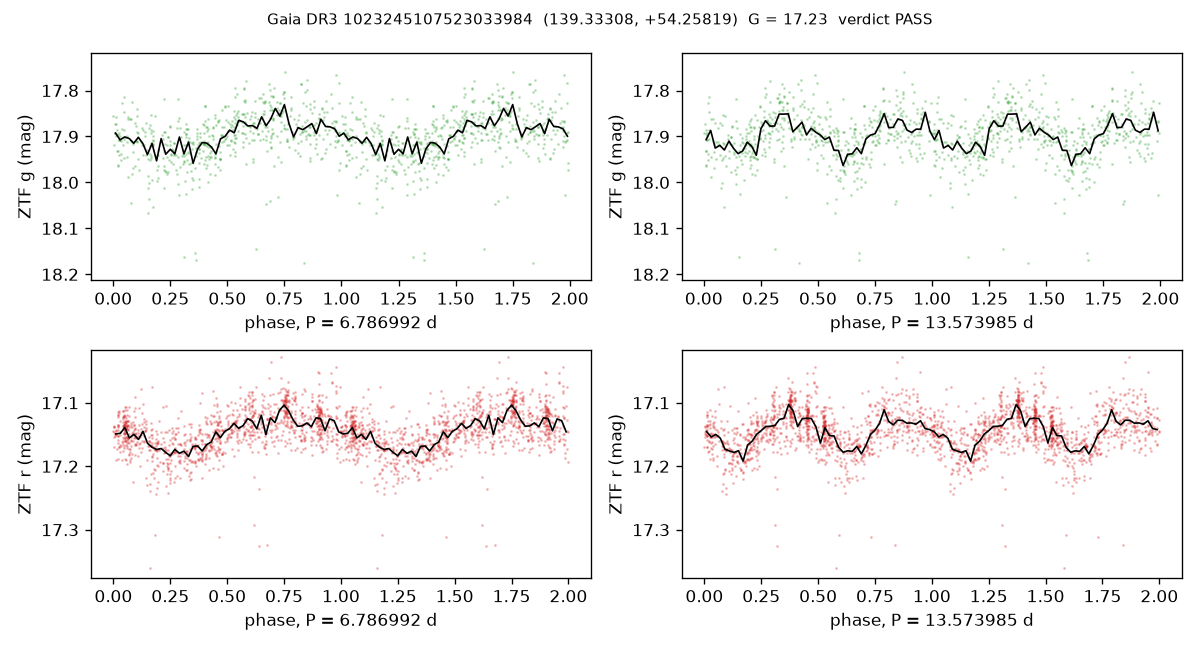 Gaia DR3 1023245107523033984  (139.33308, +54.25819)  G = 17.23  verdict PASS
ZTF g (mag)
17.8
17.9
18.0
18.1
18.2
0.00 0.25 0.50 0.75 1.00 1.25 1.50 1.75 2.00
phase, P = 6.786992 d
ZTF g (mag)
17.8
17.9
18.0
18.1
18.2
0.00 0.25 0.50 0.75 1.00 1.25 1.50 1.75 2.00
phase, P = 13.573985 d
ZTF r (mag)
17.1
17.2
17.3
0.00 0.25 0.50 0.75 1.00 1.25 1.50 1.75 2.00
phase, P = 6.786992 d
ZTF r (mag)
17.1
17.2
17.3
0.00 0.25 0.50 0.75 1.00 1.25 1.50 1.75 2.00
phase, P = 13.573985 d